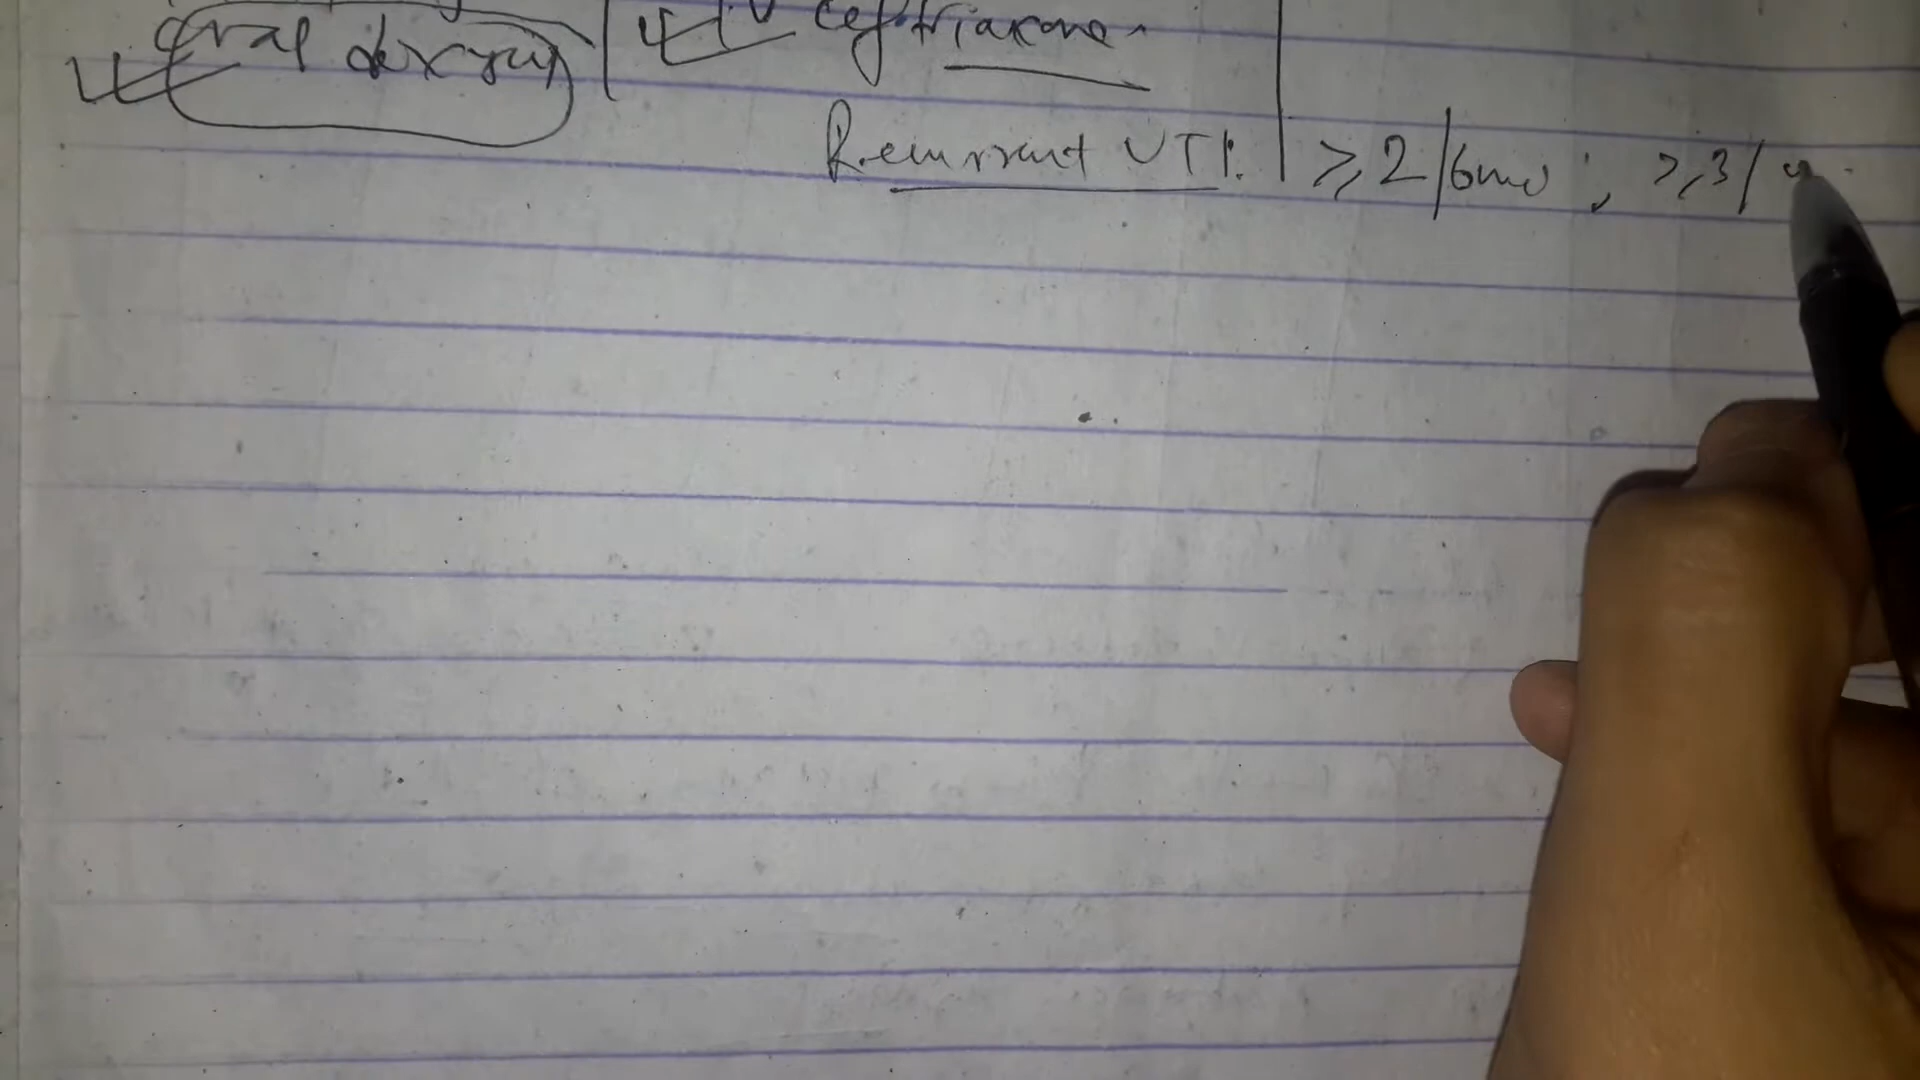 oral doxycy IV ceftriaxone
Recurrent UTI. ≥2/6mo ; ≥3/